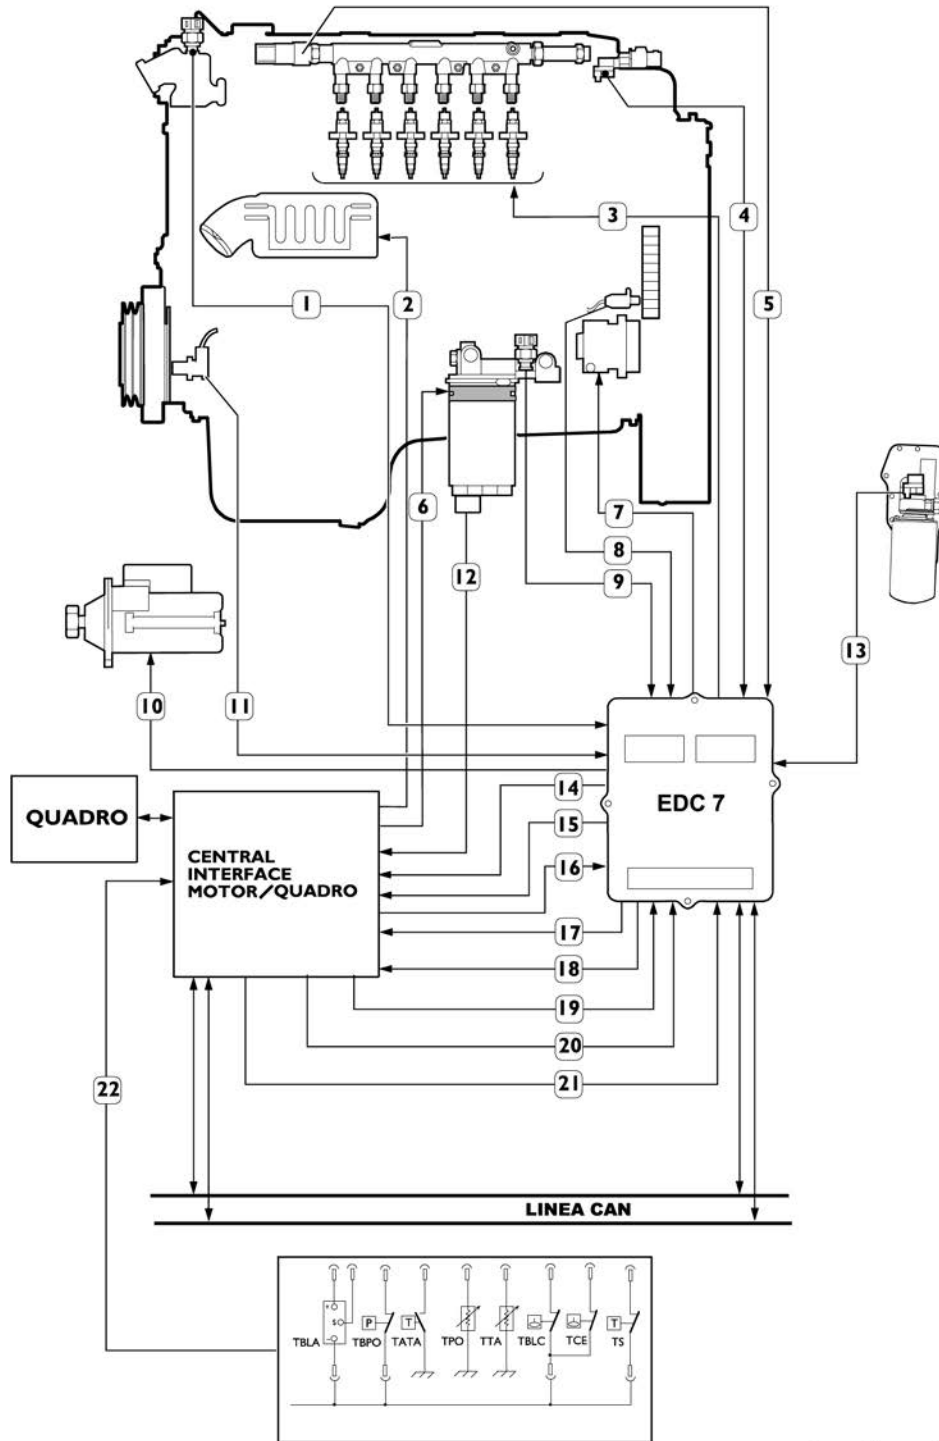 3
4
1
2
5
6
7
8
12
9
13
10
11
14
EDC 7
QUADRO
15
CENTRAL
INTERFACE
MOTOR/QUADRO
16
17
18
19
20
22
21
LINEA CAN
P
T
T
TBLA
TBPO
TATA
TPO
TTA
TBLC
TCE
TS